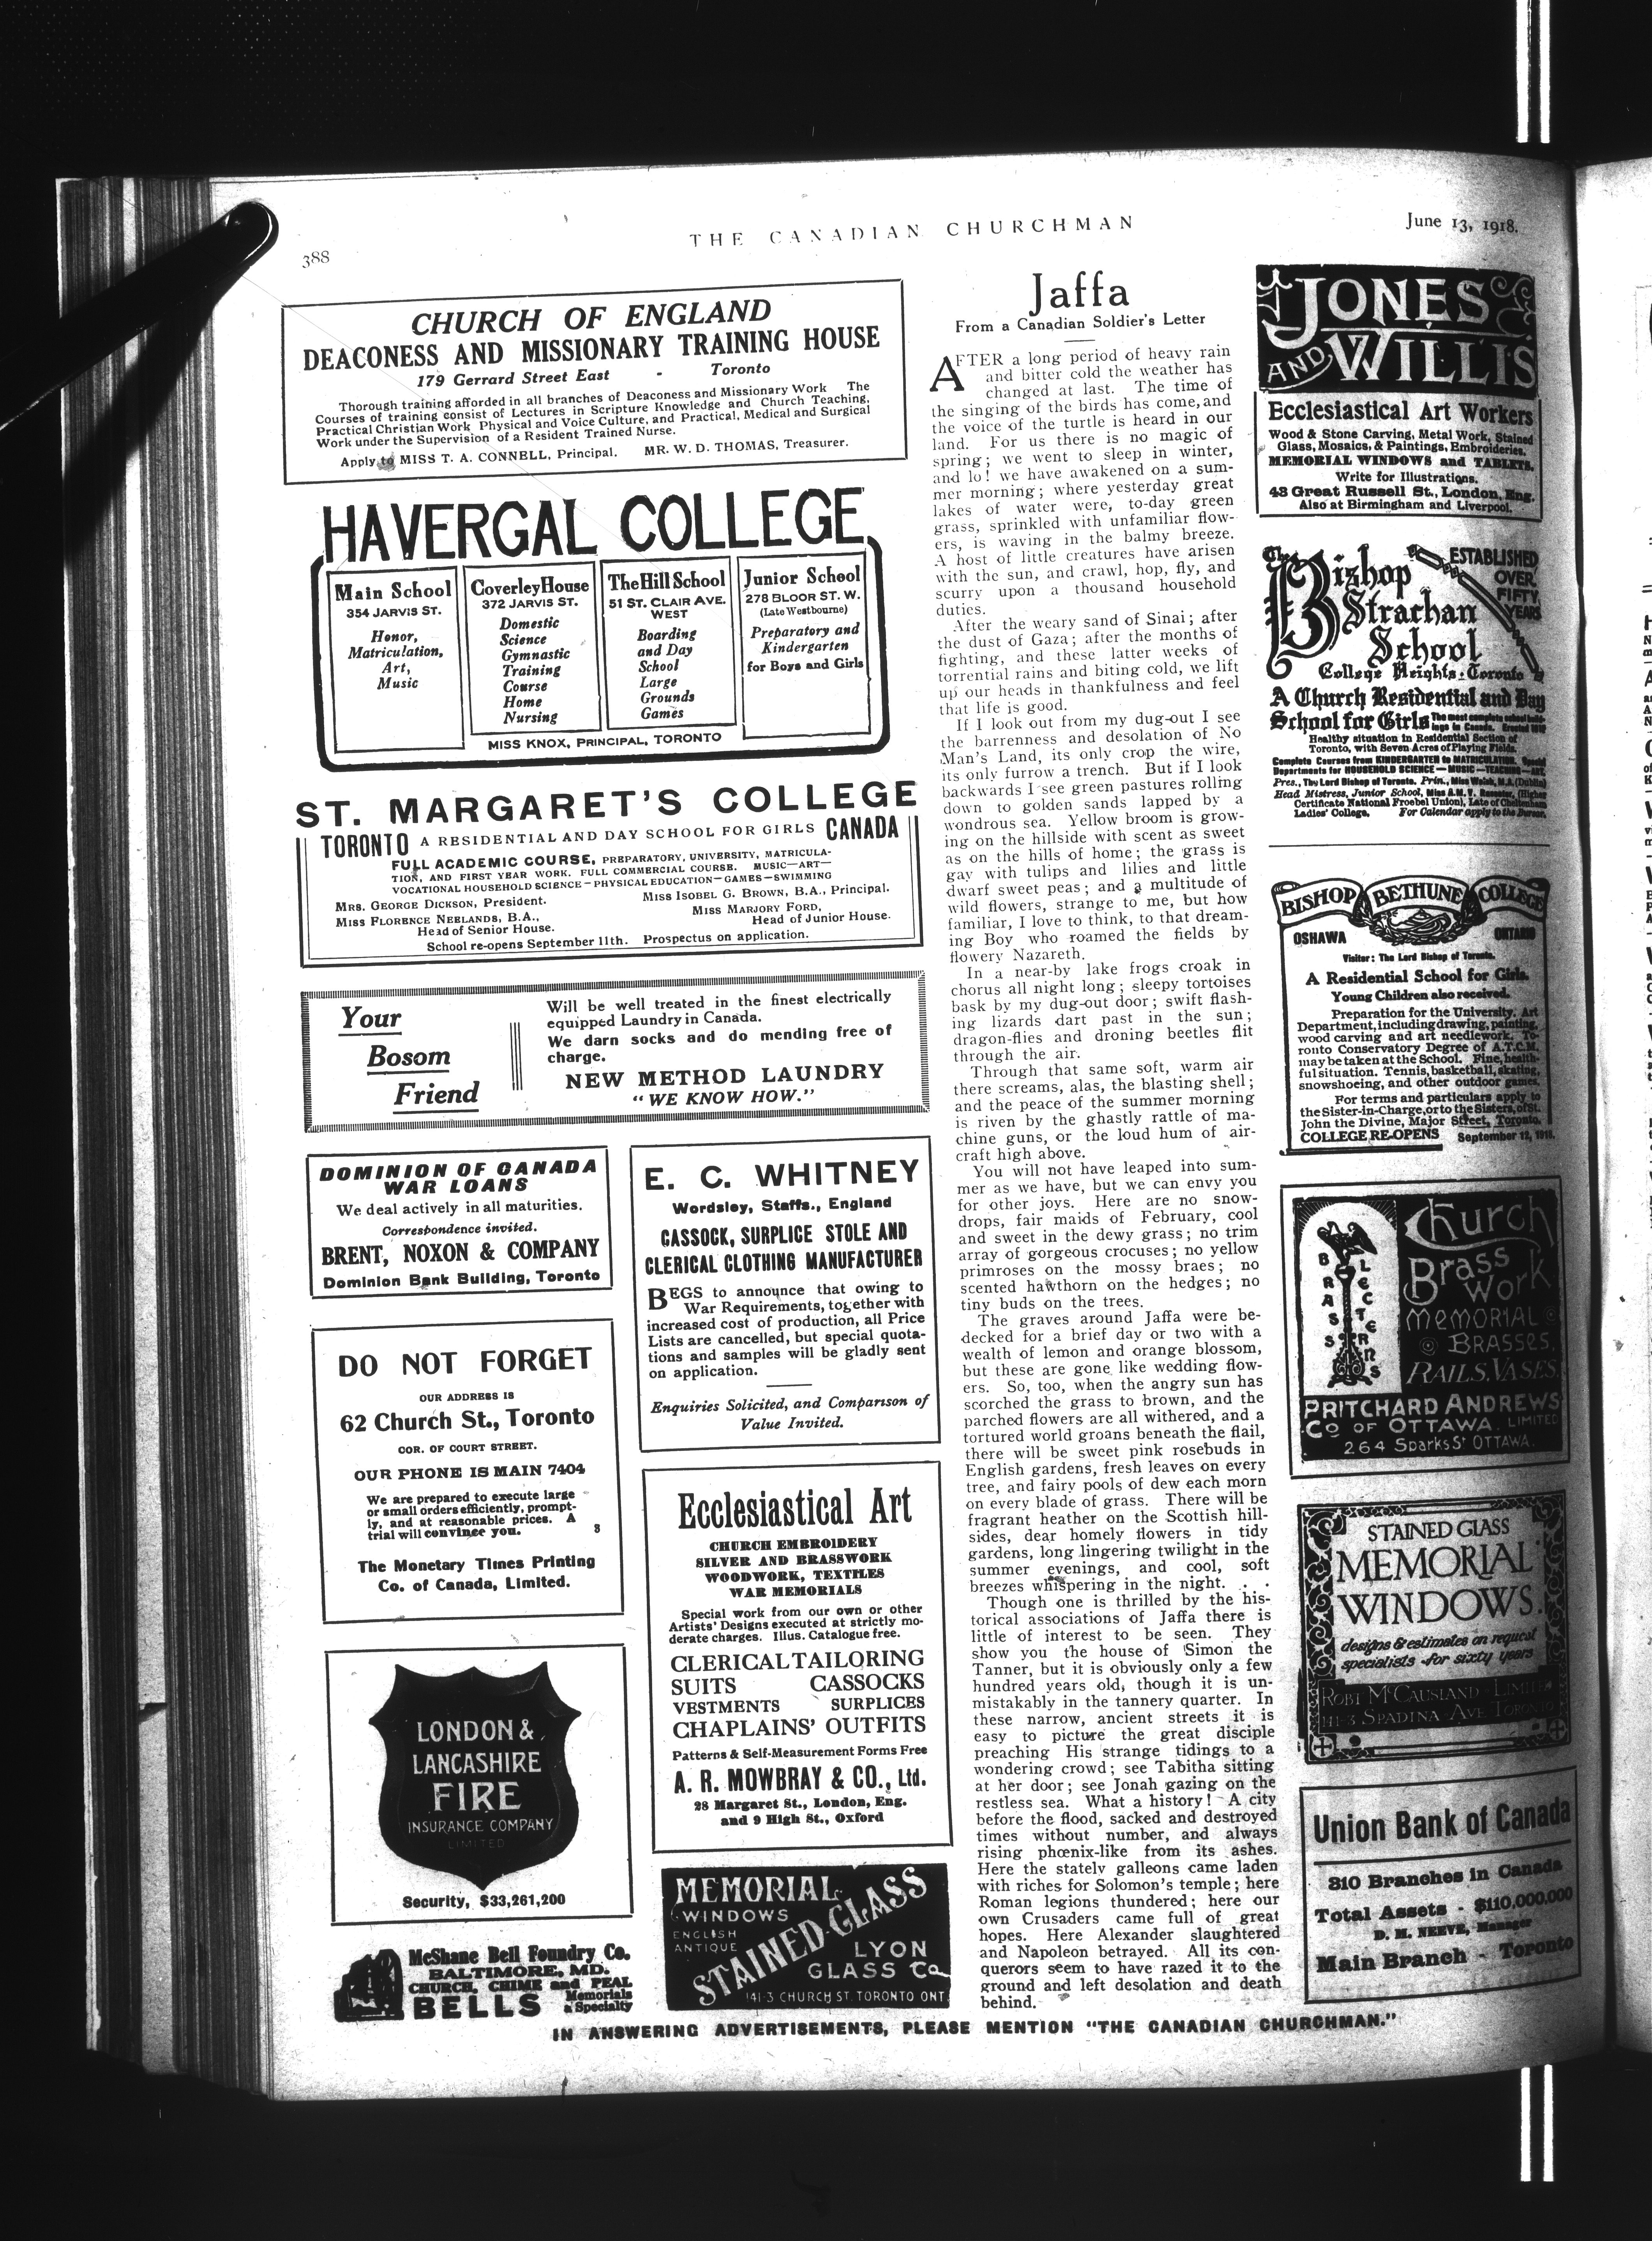 388
THE CANADIAN CHURCHMAN
June 13, 1918.
CHURCH OF ENGLAND
DEACONESS AND MISSIONARY TRAINING HOUSE
179 Gerrard Street East - Toronto
Thorough training afforded in all branches of Deaconess and Missionary Work The
Courses of training consist of Lectures in Scripture Knowledge and Church Teaching,
Practical Christian Work Physical and Voice Culture, and Practical, Medical and Surgical
Work under the Supervision of a Resident Trained Nurse.
Apply to MISS T. A. CONNELL, Principal. MR. W. D. THOMAS, Treasurer.
HAVERGAL COLLEGE
Main School
354 JARVIS ST.
Honor,
Matriculation,
Art,
Music
Coverley House
372 JARVIS ST.
Domestic
Science
Gymnastic
Training
Course
Home
Nursing
The Hill School
51 ST. CLAIR AVE.
WEST
Boarding
and Day
School
Large
Grounds
Games
Junior School
278 BLOOR ST. W.
(Late Westbourne)
Preparatory and
Kindergarten
for Boys and Girls
MISS KNOX, PRINCIPAL, TORONTO
ST. MARGARET'S COLLEGE
TORONTO A RESIDENTIAL AND DAY SCHOOL FOR GIRLS CANADA
FULL ACADEMIC COURSE, PREPARATORY, UNIVERSITY, MATRICULA-
TION, AND FIRST YEAR WORK. FULL COMMERCIAL COURSE. MUSIC—ART—
VOCATIONAL HOUSEHOLD SCIENCE—PHYSICAL EDUCATION—GAMES—SWIMMING
MRS. GEORGE DICKSON, President. MISS ISOBEL G. BROWN, B.A., Principal.
MISS FLORENCE NEELANDS, B.A., MISS MARJORY FORD,
Head of Senior House. Head of Junior House.
School re-opens September 11th. Prospectus on application.
Your
Bosom
Friend
Will be well treated in the finest electrically
equipped Laundry in Canada.
We darn socks and do mending free of
charge.
NEW METHOD LAUNDRY
"WE KNOW HOW."
DOMINION OF CANADA
WAR LOANS
We deal actively in all maturities.
Correspondence invited.
BRENT, NOXON & COMPANY
Dominion Bank Building, Toronto
DO NOT FORGET
OUR ADDRESS IS
62 Church St., Toronto
COR. OF COURT STREET.
OUR PHONE IS MAIN 7404
We are prepared to execute large
or small orders efficiently, prompt-
ly, and at reasonable prices. A
trial will convince you. 3
The Monetary Times Printing
Co. of Canada, Limited.
LONDON &
LANCASHIRE
FIRE
INSURANCE COMPANY
LIMITED
Security, $33,261,200
McShane Bell Foundry Co.
BALTIMORE, MD.
CHURCH, CHIME and PEAL
BELLS Memorials
a Specialty
E. C. WHITNEY
Wordsley, Staffs., England
CASSOCK, SURPLICE STOLE AND
CLERICAL CLOTHING MANUFACTURER
BEGS to announce that owing to
War Requirements, together with
increased cost of production, all Price
Lists are cancelled, but special quota-
tions and samples will be gladly sent
on application.
Enquiries Solicited, and Comparison of
Value Invited.
Ecclesiastical Art
CHURCH EMBROIDERY
SILVER AND BRASSWORK
WOODWORK, TEXTILES
WAR MEMORIALS
Special work from our own or other
Artists' Designs executed at strictly mo-
derate charges. Illus. Catalogue free.
CLERICAL TAILORING
SUITS CASSOCKS
VESTMENTS SURPLICES
CHAPLAINS' OUTFITS
Patterns & Self-Measurement Forms Free
A. R. MOWBRAY & CO., Ltd.
28 Margaret St., London, Eng.
and 9 High St., Oxford
MEMORIAL
WINDOWS
ENGLISH
ANTIQUE
STAINED GLASS
LYON
GLASS Co
141-3 CHURCH ST. TORONTO ONT
Jaffa
From a Canadian Soldier's Letter
AFTER a long period of heavy rain
and bitter cold the weather has
changed at last. The time of
the singing of the birds has come, and
the voice of the turtle is heard in our
land. For us there is no magic of
spring; we went to sleep in winter,
and lo! we have awakened on a sum-
mer morning; where yesterday great
lakes of water were, to-day green
grass, sprinkled with unfamiliar flow-
ers, is waving in the balmy breeze.
A host of little creatures have arisen
with the sun, and crawl, hop, fly, and
scurry upon a thousand household
duties.
After the weary sand of Sinai; after
the dust of Gaza; after the months of
fighting, and these latter weeks of
torrential rains and biting cold, we lift
up our heads in thankfulness and feel
that life is good.
If I look out from my dug-out I see
the barrenness and desolation of No
Man's Land, its only crop the wire,
its only furrow a trench. But if I look
backwards I see green pastures rolling
down to golden sands lapped by a
wondrous sea. Yellow broom is grow-
ing on the hillside with scent as sweet
as on the hills of home; the grass is
gay with tulips and lilies and little
dwarf sweet peas; and a multitude of
wild flowers, strange to me, but how
familiar, I love to think, to that dream-
ing Boy who roamed the fields by
flowery Nazareth.
In a near-by lake frogs croak in
chorus all night long; sleepy tortoises
bask by my dug-out door; swift flash-
ing lizards dart past in the sun;
dragon-flies and droning beetles flit
through the air.
Through that same soft, warm air
there screams, alas, the blasting shell;
and the peace of the summer morning
is riven by the ghastly rattle of ma-
chine guns, or the loud hum of air-
craft high above.
You will not have leaped into sum-
mer as we have, but we can envy you
for other joys. Here are no snow-
drops, fair maids of February, cool
and sweet in the dewy grass; no trim
array of gorgeous crocuses; no yellow
primroses on the mossy braes; no
scented hawthorn on the hedges; no
tiny buds on the trees.
The graves around Jaffa were be-
decked for a brief day or two with a
wealth of lemon and orange blossom,
but these are gone like wedding flow-
ers. So, too, when the angry sun has
scorched the grass to brown, and the
parched flowers are all withered, and a
tortured world groans beneath the flail,
there will be sweet pink rosebuds in
English gardens, fresh leaves on every
tree, and fairy pools of dew each morn
on every blade of grass. There will be
fragrant heather on the Scottish hill-
sides, dear homely flowers in tidy
gardens, long lingering twilight in the
summer evenings, and cool, soft
breezes whispering in the night. . .
Though one is thrilled by the his-
torical associations of Jaffa there is
little of interest to be seen. They
show you the house of Simon the
Tanner, but it is obviously only a few
hundred years old, though it is un-
mistakably in the tannery quarter. In
these narrow, ancient streets it is
easy to picture the great disciple
preaching His strange tidings to a
wondering crowd; see Tabitha sitting
at her door; see Jonah gazing on the
restless sea. What a history! A city
before the flood, sacked and destroyed
times without number, and always
rising phœnix-like from its ashes.
Here the stately galleons came laden
with riches for Solomon's temple; here
Roman legions thundered; here our
own Crusaders came full of great
hopes. Here Alexander slaughtered
and Napoleon betrayed. All its con-
querors seem to have razed it to the
ground and left desolation and death
behind.
JONES
AND WILLIS
Ecclesiastical Art Workers
Wood & Stone Carving, Metal Work, Stained
Glass, Mosaics, & Paintings, Embroideries.
MEMORIAL WINDOWS and TABLETS.
Write for Illustrations.
43 Great Russell St., London, Eng.
Also at Birmingham and Liverpool.
The Bishop
Strachan
School
ESTABLISHED
OVER
FIFTY
YEARS
College Heights, Toronto
A Church Residential and Day
School for Girls The most complete school build-
ings in Canada.
Healthy situation in Residential Section of
Toronto, with Seven Acres of Playing Fields.
Complete Courses from KINDERGARTEN to MATRICULATION. Special
Departments for HOUSEHOLD SCIENCE—MUSIC—TEACHING—ART.
Pres., The Lord Bishop of Toronto. Prin., Miss Walsh, M.A. (Dublin)
Head Mistress, Junior School, Miss A.M.V. Rosseter, (Higher
Certificate National Froebel Union), Late of Cheltenham
Ladies' College. For Calendar apply to the Bursar.
BISHOP BETHUNE COLLEGE
OSHAWA ONTARIO
Visitor: The Lord Bishop of Toronto.
A Residential School for Girls.
Young Children also received.
Preparation for the University. Art
Department, including drawing, painting,
wood carving and art needlework. To-
ronto Conservatory Degree of A.T.C.M.
may be taken at the School. Fine, health-
ful situation. Tennis, basketball, skating,
snowshoeing, and other outdoor games.
For terms and particulars apply to
the Sister-in-Charge, or to the Sisters, of St.
John the Divine, Major Street, Toronto.
COLLEGE RE-OPENS September 12, 1918.
Church
Brass
Work
BRASS LECTERNS
MEMORIAL
BRASSES,
RAILS, VASES.
PRITCHARD ANDREWS
Co OF OTTAWA. LIMITED
264 Sparks St OTTAWA.
STAINED GLASS
MEMORIAL
WINDOWS.
designs & estimates on request
specialists for sixty years
ROBT MCCAUSLAND LIMITED
141-3 SPADINA AVE TORONTO
Union Bank of Canada
310 Branches in Canada
Total Assets - $110,000,000
D. M. NEEVE, Manager
Main Branch - Toronto
IN ANSWERING ADVERTISEMENTS, PLEASE MENTION "THE CANADIAN CHURCHMAN."